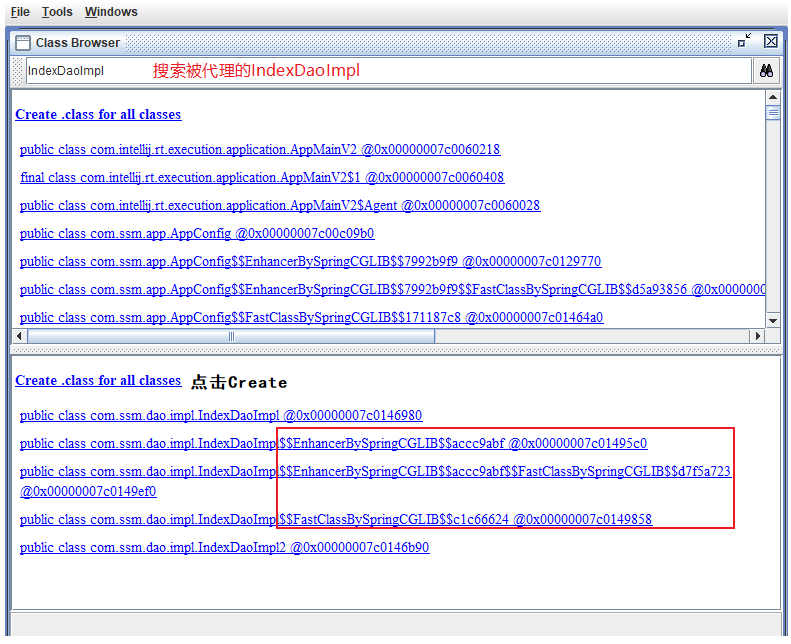 File Tools Windows
Class Browser
IndexDaoImpl 搜索被代理的IndexDaoImpl
Create .class for all classes
public class com.intellij.rt.execution.application.AppMainV2 @0x00000007c0060218
final class com.intellij.rt.execution.application.AppMainV2$1 @0x00000007c0060408
public class com.intellij.rt.execution.application.AppMainV2$Agent @0x00000007c0060028
public class com.ssm.app.AppConfig @0x00000007c00c09b0
public class com.ssm.app.AppConfig$$EnhancerBySpringCGLIB$$7992b9f9 @0x00000007c0129770
public class com.ssm.app.AppConfig$$EnhancerBySpringCGLIB$$7992b9f9$$FastClassBySpringCGLIB$$d5a93856 @0x0000000
public class com.ssm.app.AppConfig$$FastClassBySpringCGLIB$$171187c8 @0x00000007c01464a0
Create .class for all classes 点击Create
public class com.ssm.dao.impl.IndexDaoImpl @0x00000007c0146980
public class com.ssm.dao.impl.IndexDaoImpl$$EnhancerBySpringCGLIB$$accc9abf @0x00000007c01495c0
public class com.ssm.dao.impl.IndexDaoImpl$$EnhancerBySpringCGLIB$$accc9abf$$FastClassBySpringCGLIB$$d7f5a723
@0x00000007c0149ef0
public class com.ssm.dao.impl.IndexDaoImpl$$FastClassBySpringCGLIB$$c1c66624 @0x00000007c0149858
public class com.ssm.dao.impl.IndexDaoImpl2 @0x00000007c0146b90